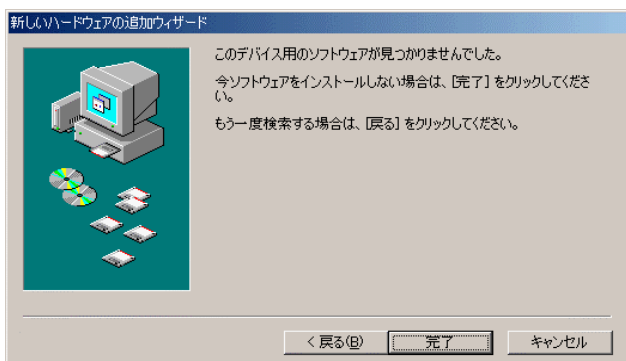 新しいハードウェアの追加ウィザード
このデバイス用のソフトウェアが見つかりませんでした。
今ソフトウェアをインストールしない場合は、[完了] をクリックしてくださ
い。
もう一度検索する場合は、[戻る] をクリックしてください。
< 戻る(B)
完了
キャンセル